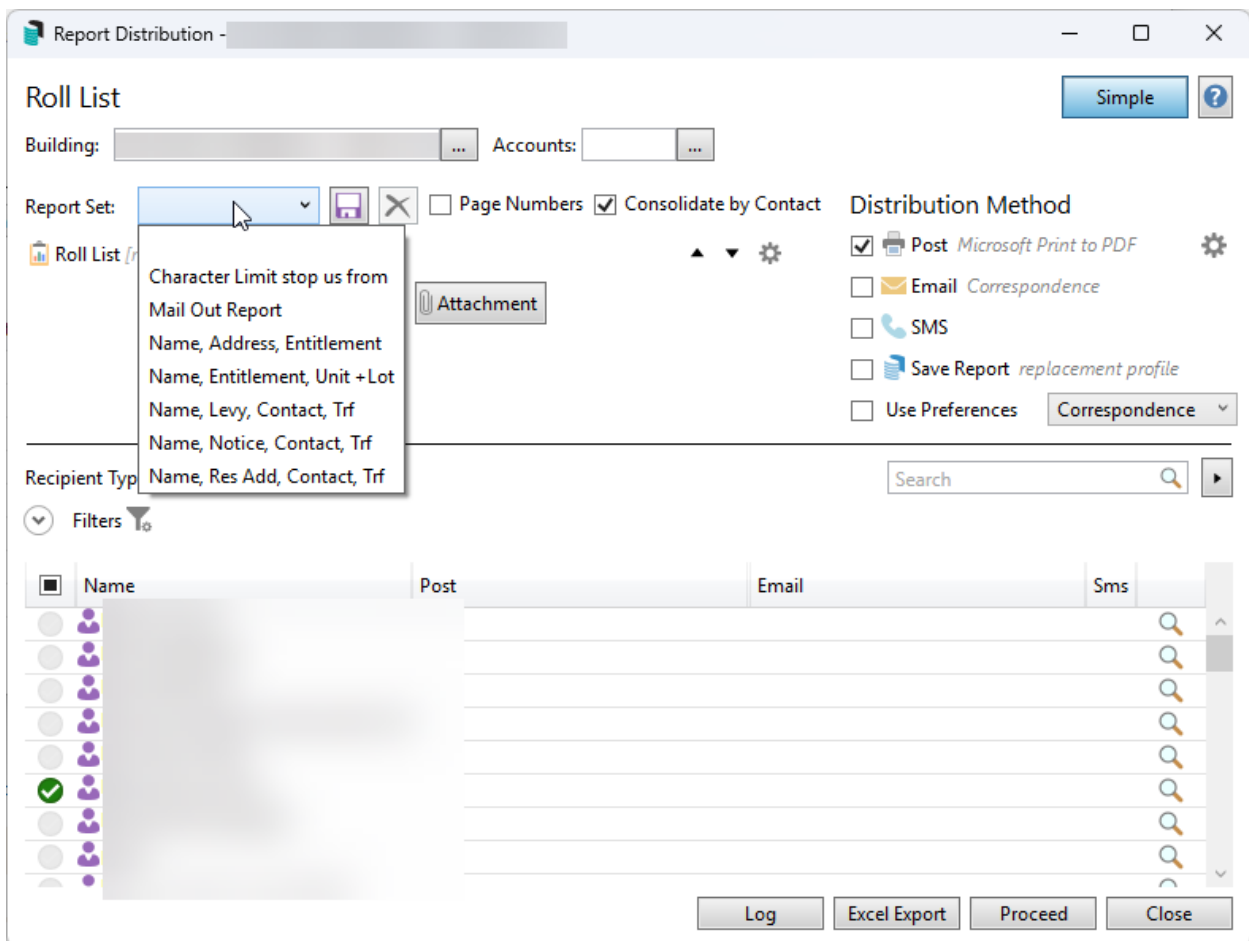 Report Distribution -
Roll List
Simple
Building:
...
Accounts:
...
Report Set:
Page Numbers
Consolidate by Contact
Distribution Method
Roll List
Post Microsoft Print to PDF
Character Limit stop us from
Email Correspondence
Mail Out Report
Attachment
SMS
Name, Address, Entitlement
Save Report replacement profile
Name, Entitlement, Unit +Lot
Name, Levy, Contact, Trf
Use Preferences
Correspondence
Name, Notice, Contact, Trf
Recipient Typ
Name, Res Add, Contact, Trf
Search
Filters
Name
Post
Email
Sms
Log
Excel Export
Proceed
Close